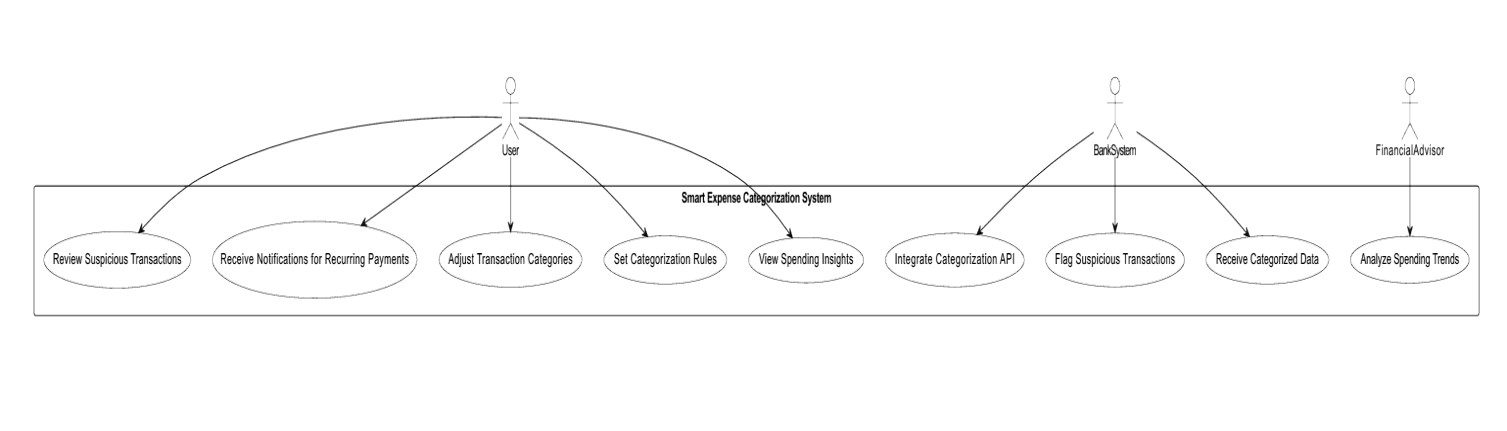 User
BankSystem
FinancialAdvisor
Smart Expense Categorization System
Review Suspicious Transactions
Receive Notifications for Recurring Payments
Adjust Transaction Categories
Set Categorization Rules
View Spending Insights
Integrate Categorization API
Flag Suspicious Transactions
Receive Categorized Data
Analyze Spending Trends